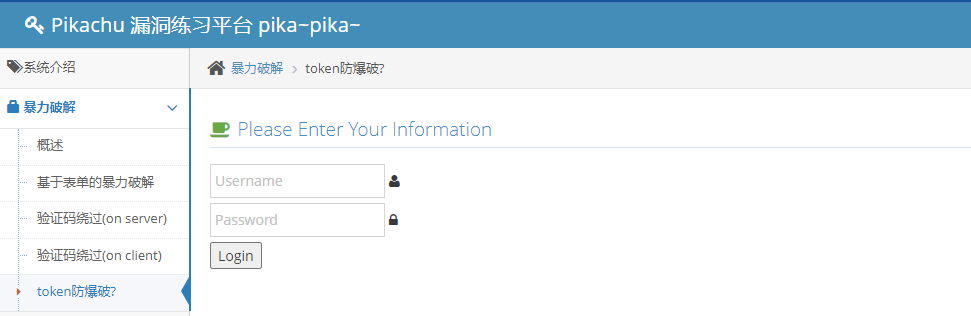 Pikachu 漏洞练习平台 pika~pika~
系统介绍
暴力破解 > token防爆破?
暴力破解
概述
基于表单的暴力破解
验证码绕过(on server)
验证码绕过(on client)
token防爆破?
Please Enter Your Information
Username
Password
Login